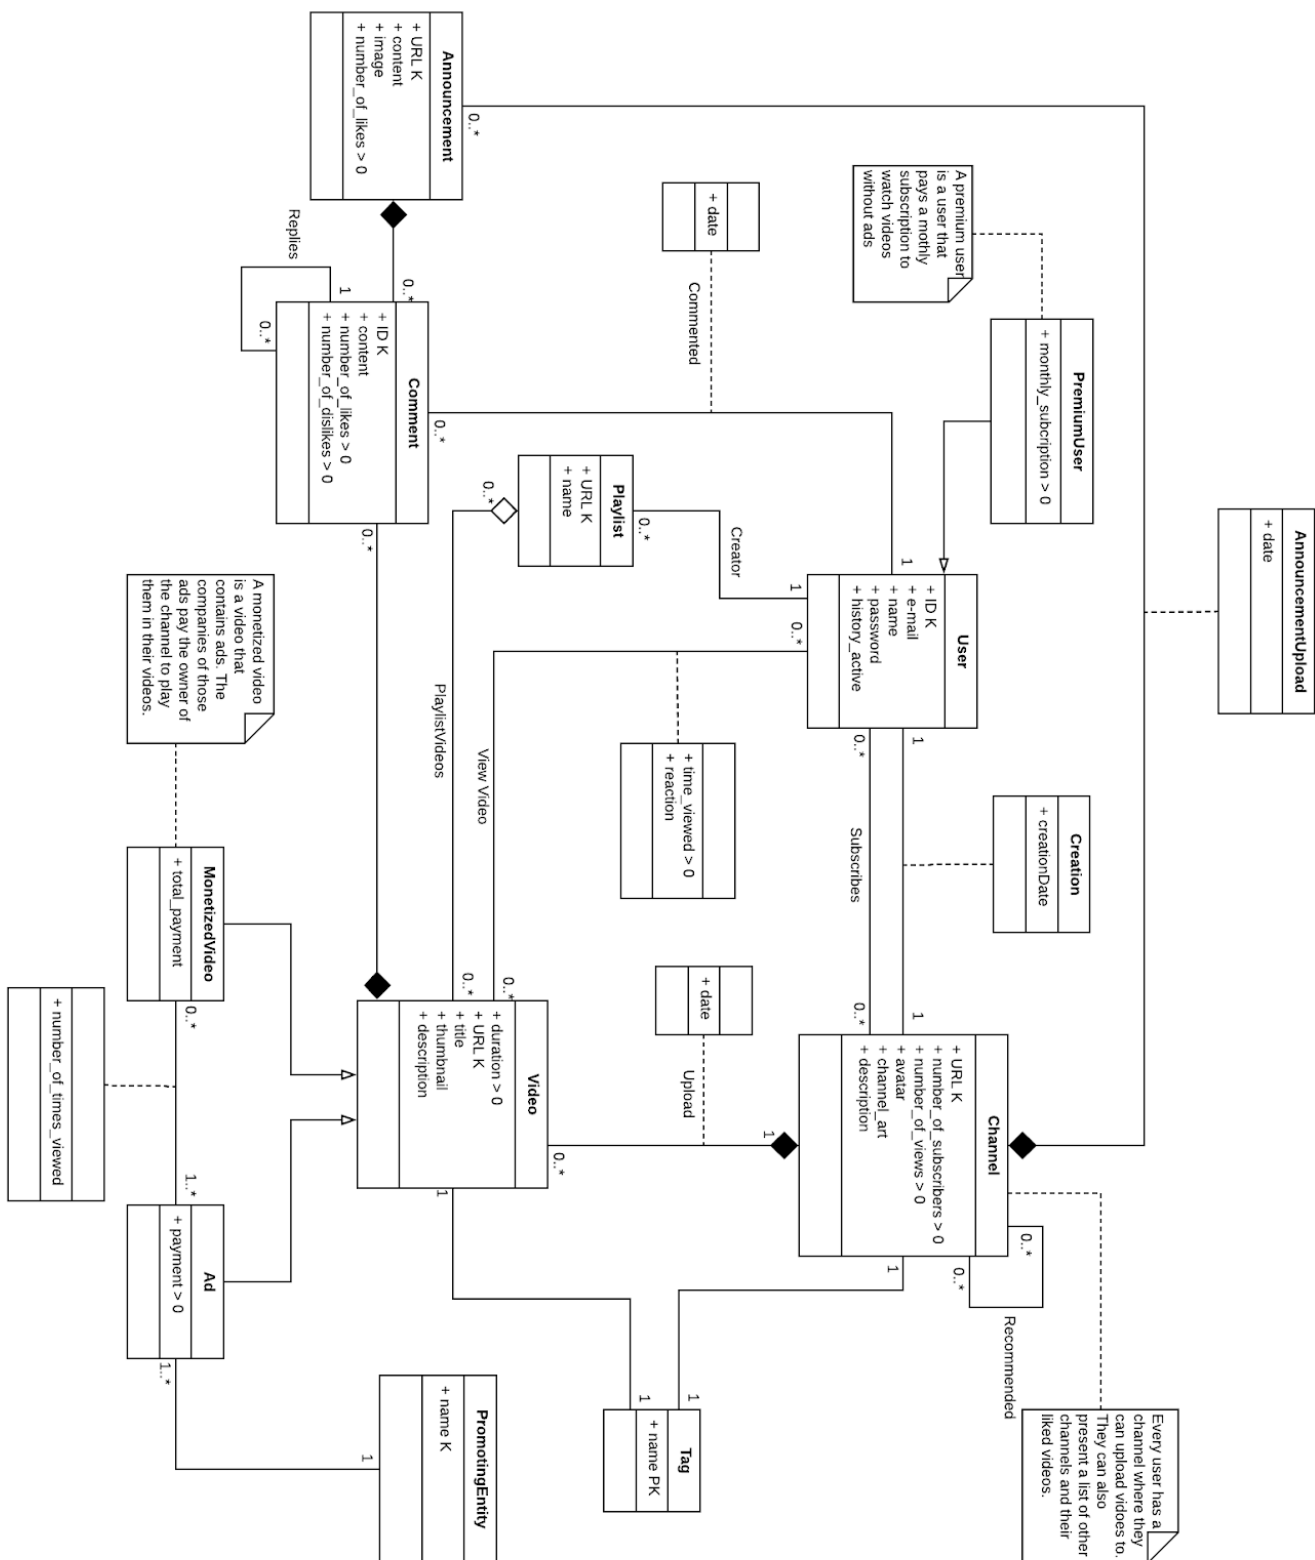 Announcement
+ URL K
+ content
+ image
+ number_of_likes > 0
0..*
Replies
1
0..*
0..*
Comment
+ ID K
+ content
+ number_of_likes > 0
+ number_of_dislikes > 0
0..*
0..*
+ date
Commented
A premium user
is a user that
pays a mothly
subscription to
watch videos
without ads
PremiumUser
+ monthly_subcription > 0
AnnouncementUpload
+ date
Playlist
+ URL K
+ name
0..*
0..*
Creator
1
1
0..*
User
+ ID K
+ e-mail
+ name
+ password
+ history_active
1
0..*
A monetized video
is a video that
contains ads. The
companies of those
ads pay the owner of
the channel to play
them in their videos.
PlaylistVideos
View Video
+ time_viewed > 0
+ reaction
Subscribes
Creation
+ creationDate
MonetizedVideo
+ total_payment
0..*
+ number_of_times_viewed
1..*
0..*
0..*
Video
+ duration > 0
+ URL K
+ title
+ thumbnail
+ description
+ date
Upload
1
0..*
1
0..*
1
Channel
+ URL K
+ number_of_subscribers > 0
+ number_of_views > 0
+ avatar
+ channel_art
+ description
0..*
0..*
Recommended
1
Ad
+ payment > 0
1..*
1
PromotingEntity
+ name K
1
1
Tag
+ name PK
Every user has a
channel where they
can upload vidoes to.
They can also
present a list of other
channels and their
liked videos.